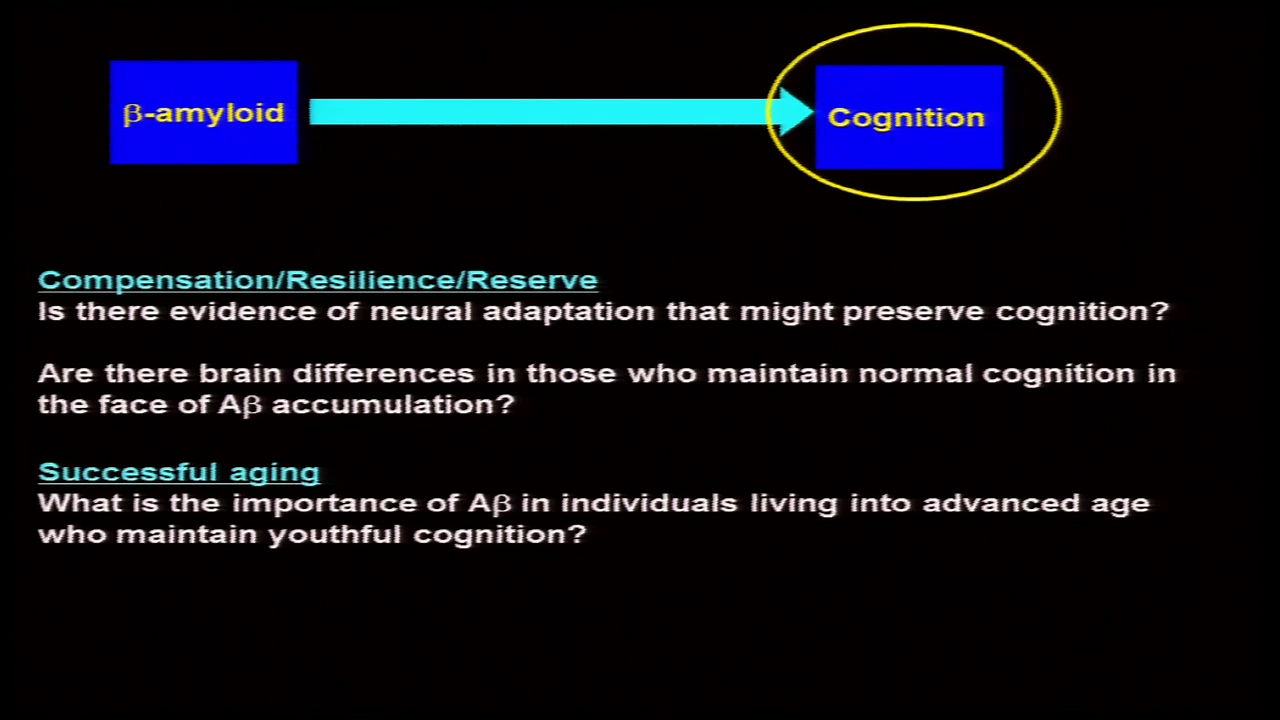 β-amyloid
Cognition
Compensation/Resilience/Reserve
Is there evidence of neural adaptation that might preserve cognition?
Are there brain differences in those who maintain normal cognition in
the face of Aβ accumulation?
Successful aging
What is the importance of Aβ in individuals living into advanced age
who maintain youthful cognition?